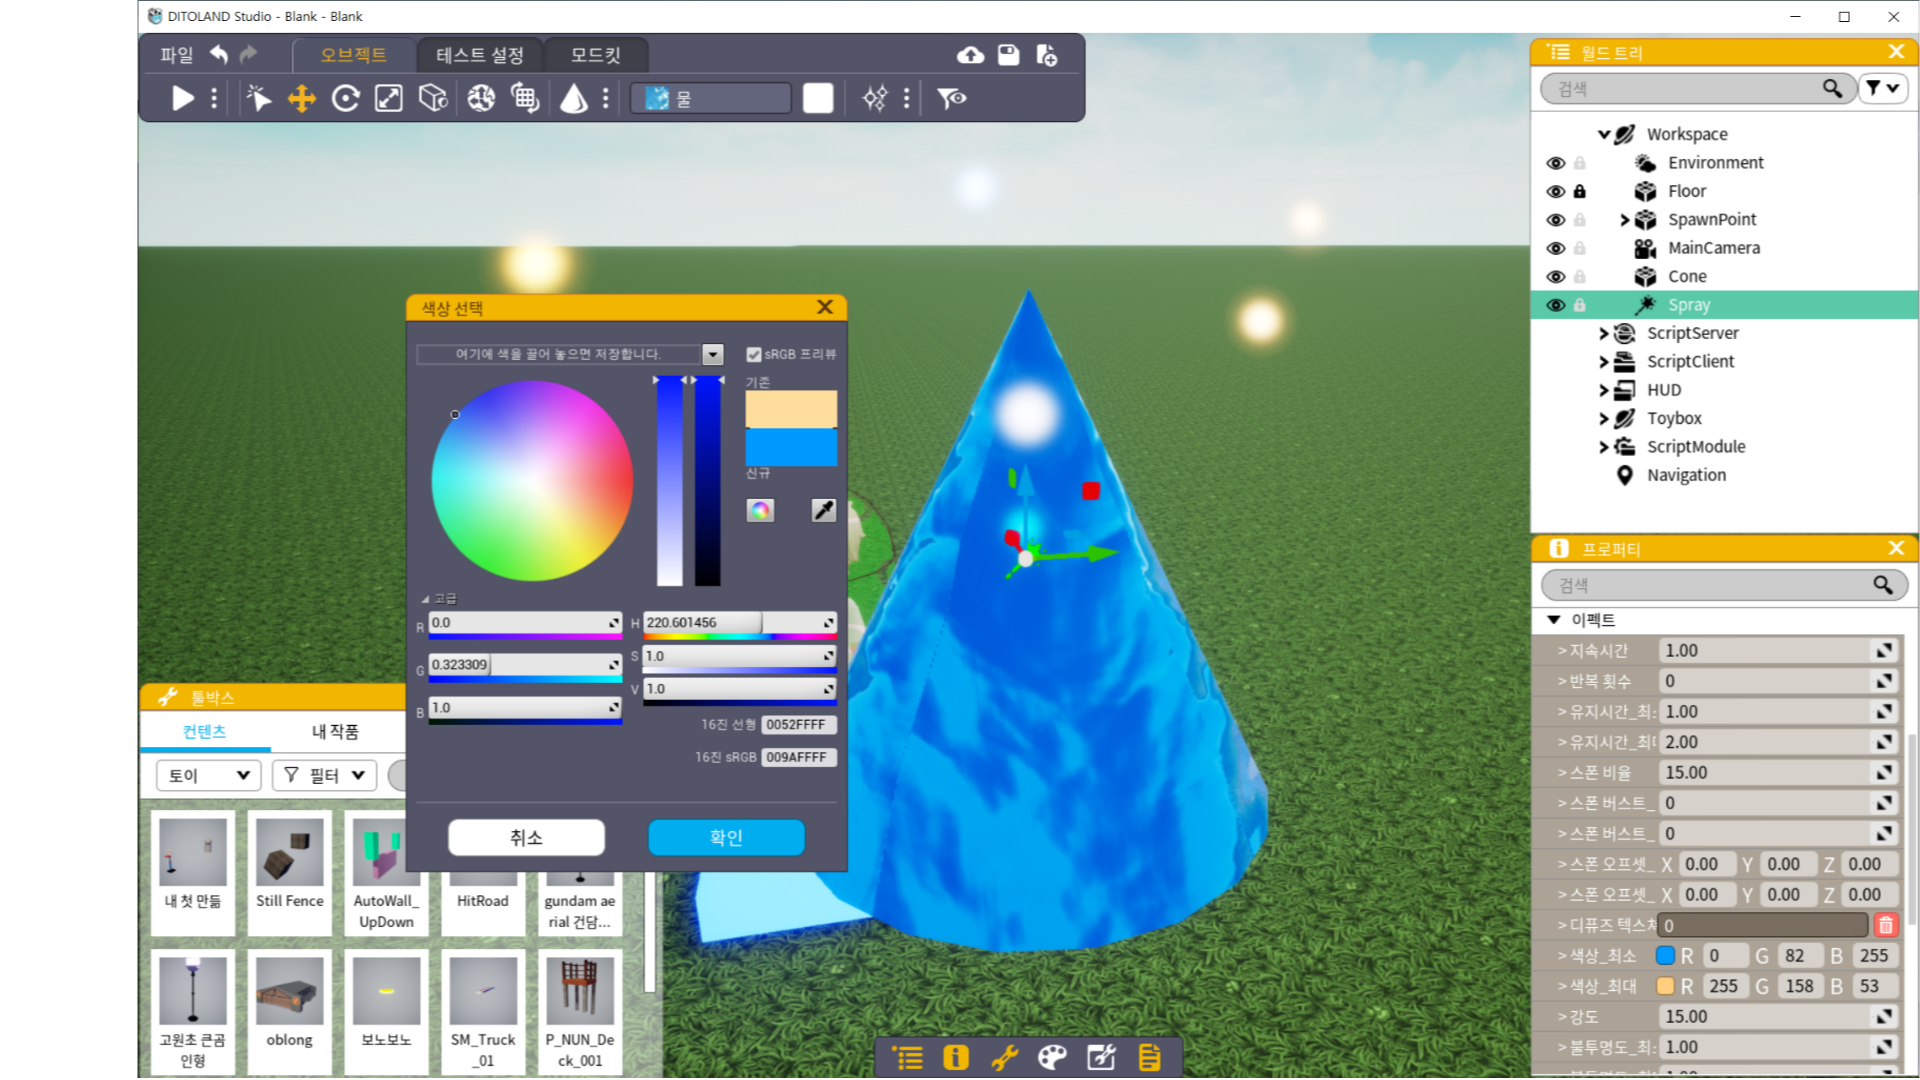 DITOLAND Studio - Blank - Blank
파일
오브젝트
테스트 설정
모드킷
물
월드 트리
검색
Workspace
Environment
Floor
SpawnPoint
MainCamera
Cone
Spray
ScriptServer
ScriptClient
HUD
Toybox
ScriptModule
Navigation
색상 선택
여기에 색을 끌어 놓으면 저장합니다.
sRGB 프리뷰
기존
신규
고급
R 0.0
H 220.601456
G 0.323309
S 1.0
B 1.0
V 1.0
16진 선형 0052FFFF
16진 sRGB 009AFFFF
취소
확인
툴박스
컨텐츠
내 작품
토이
필터
내 첫 만듦
Still Fence
AutoWall_
UpDown
HitRoad
gundam ae
rial 건담...
고원초 큰곰
인형
oblong
보노보노
SM_Truck
_01
P_NUN_De
ck_001
프로퍼티
검색
이펙트
> 지속시간 1.00
> 반복 횟수 0
> 유지시간_최 1.00
> 유지시간_최 2.00
> 스폰 비율 15.00
> 스폰 버스트_ 0
> 스폰 버스트_ 0
> 스폰 오프셋_ X 0.00 Y 0.00 Z 0.00
> 스폰 오프셋_ X 0.00 Y 0.00 Z 0.00
> 디퓨즈 텍스처 0
> 색상_최소 R 0 G 82 B 255
> 색상_최대 R 255 G 158 B 53
> 강도 15.00
> 불투명도_최 1.00